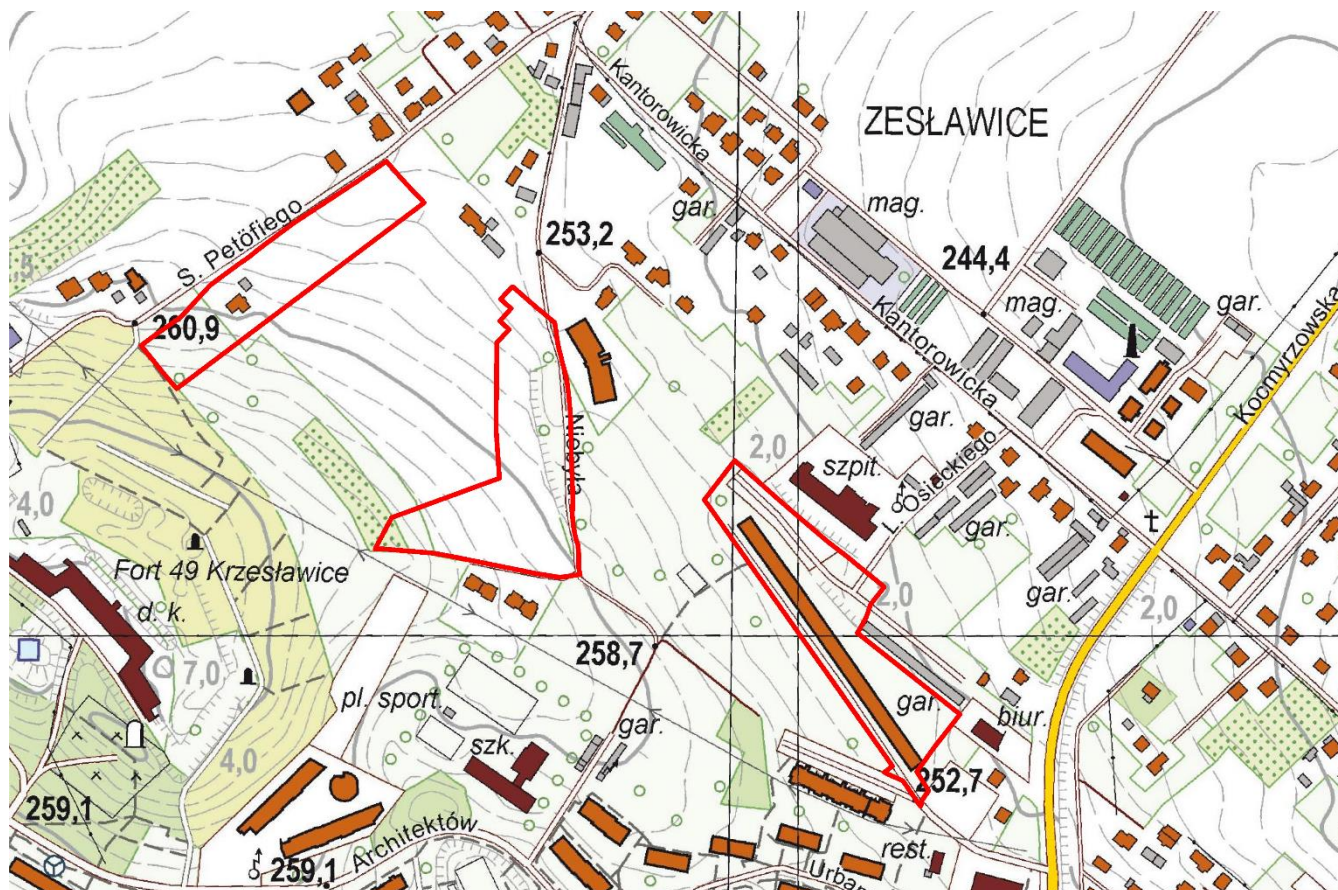 Kantorowicka
ZESŁAWICE
mag.
gar.
S. Petöfiego
253,2
244,4
mag.
gar.
260,9
Kantorowicka
Kocmyrzowska
Niebyła
gar.
2,0
szpit.
L. Osieckiego
gar.
4,0
t
Fort 49 Krzesławice
d. k.
2,0
gar.
2,0
258,7
7,0
pl. sport.
gar.
biur.
gar.
szk.
4,0
252,7
259,1
Architektów
rest.
259,1
Urban